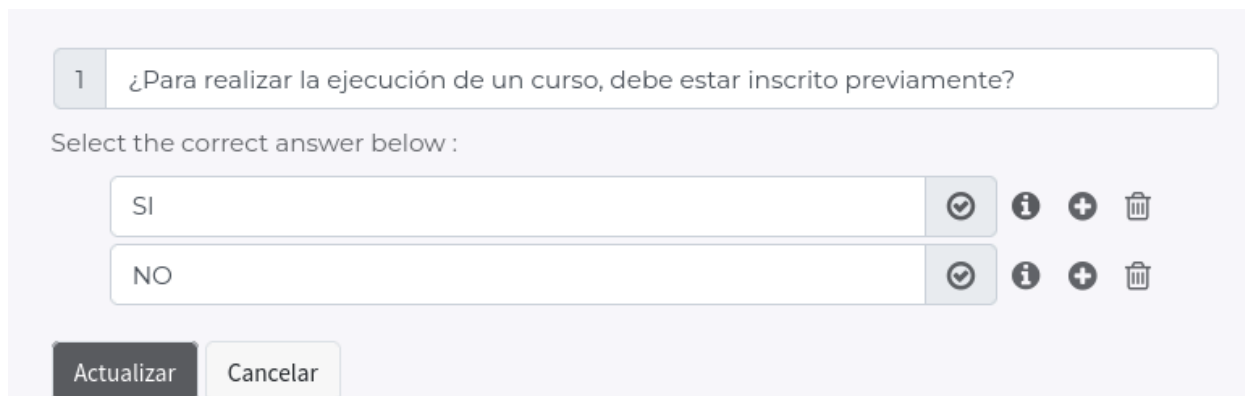 1 ¿Para realizar la ejecución de un curso, debe estar inscrito previamente?
Select the correct answer below :
SI
NO
Actualizar Cancelar